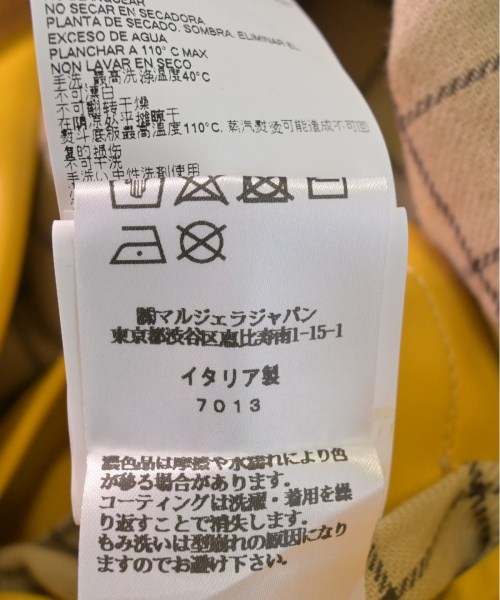 NO SECAR EN SECADORA
PLANTA DE SECADO. SOMBRA. ELIMINAR EL
EXCESO DE AGUA
PLANCHAR A 110° C MAX
NON LAVAR EN SECO
手洗, 最高洗涤温度40°C
不可漂白
不可翻转干燥
在阴凉处平摊晾干
熨斗底板最高温度110°C. 蒸汽熨烫可能造成不可回
复的损伤
不可干洗
手洗い 中性洗剤使用
㈱マルジェラジャパン
東京都渋谷区恵比寿南1-15-1
イタリア製
7013
濃色品は摩擦や水濡れにより色
が移る場合があります。
コーティングは洗濯・着用を繰
り返すことで消失します。
もみ洗いは型崩れの原因になり
ますのでお避け下さい。